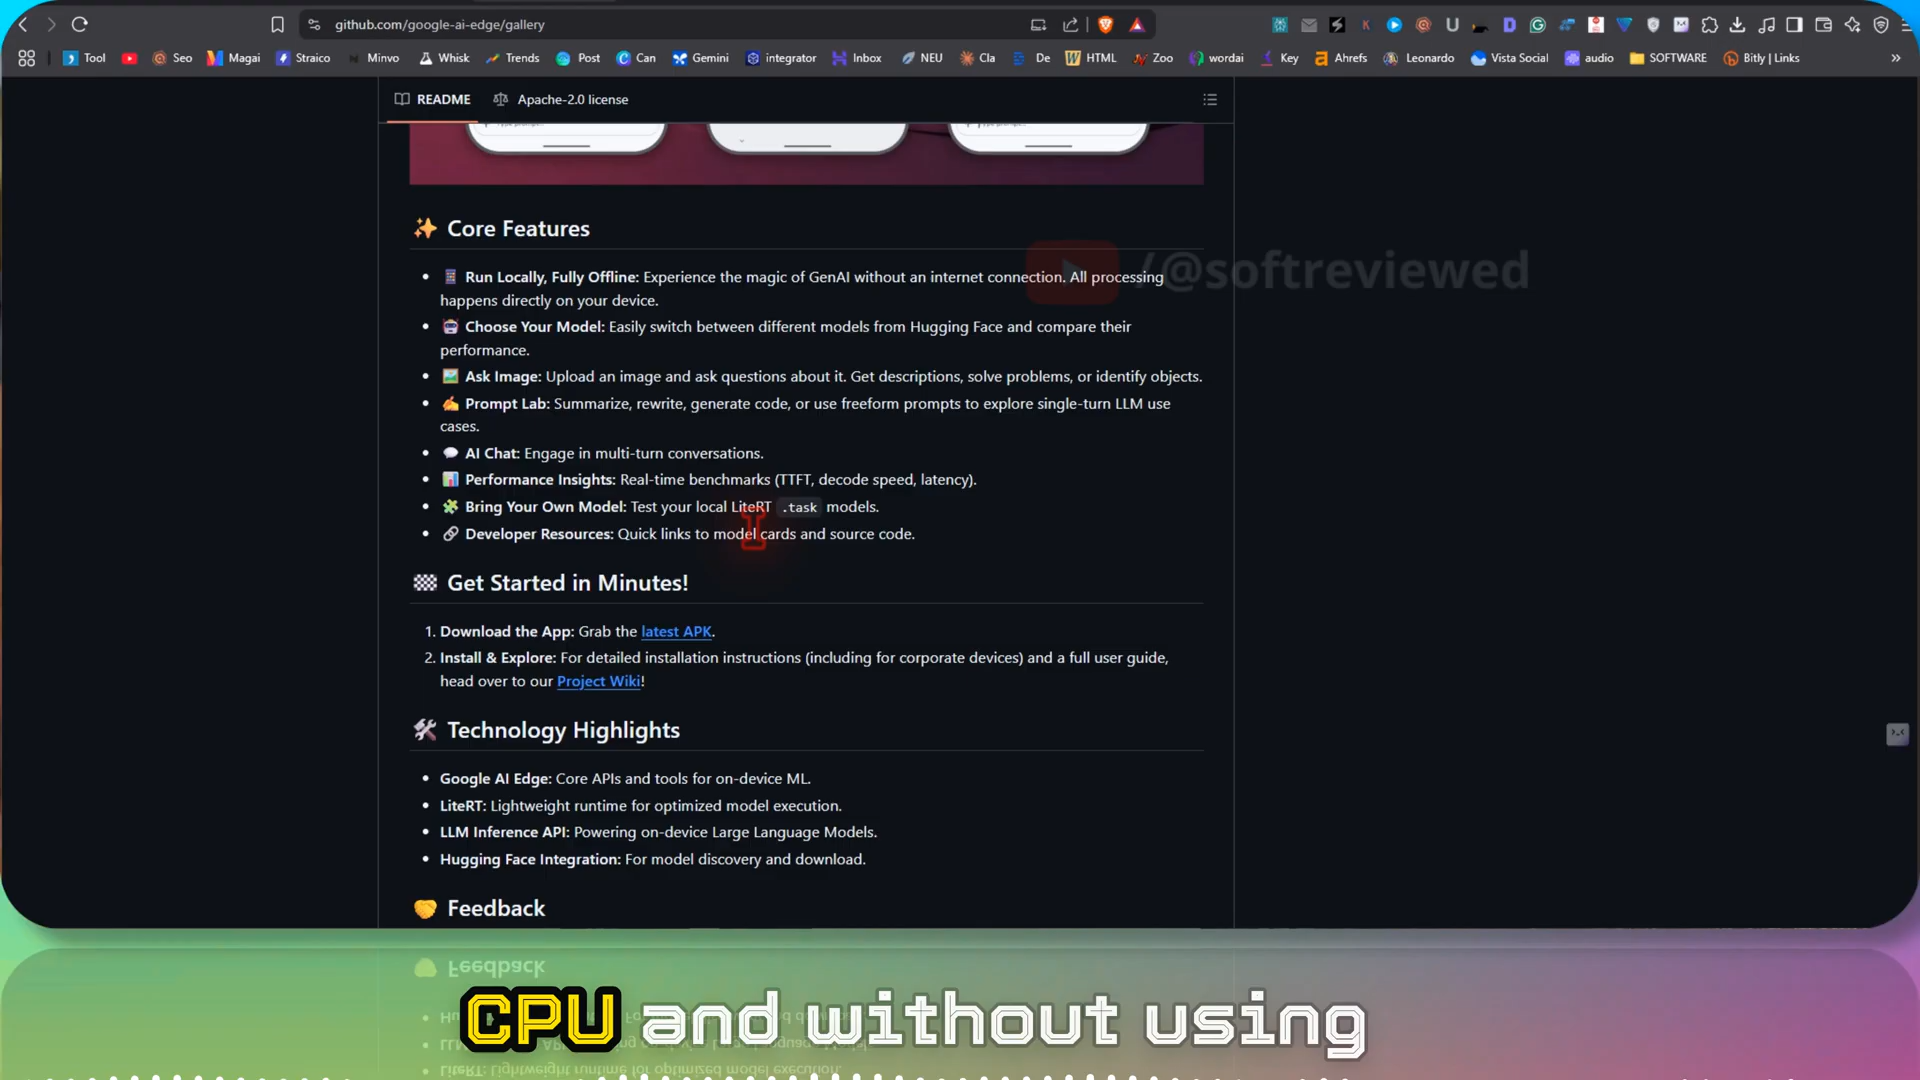 github.com/google-ai-edge/gallery
Tool Seo Magai Straico Minvo Whisk Trends Post Can Gemini integrator Inbox NEU Cla De HTML Zoo wordai Key Ahrefs Leonardo Vista Social audio SOFTWARE Bitly | Links
README Apache-2.0 license
✨ Core Features
/@softreviewed
• Run Locally, Fully Offline: Experience the magic of GenAI without an internet connection. All processing
happens directly on your device.
• Choose Your Model: Easily switch between different models from Hugging Face and compare their
performance.
• Ask Image: Upload an image and ask questions about it. Get descriptions, solve problems, or identify objects.
• Prompt Lab: Summarize, rewrite, generate code, or use freeform prompts to explore single-turn LLM use
cases.
• AI Chat: Engage in multi-turn conversations.
• Performance Insights: Real-time benchmarks (TTFT, decode speed, latency).
• Bring Your Own Model: Test your local LiteRT .task models.
• Developer Resources: Quick links to model cards and source code.
Get Started in Minutes!
1. Download the App: Grab the latest APK.
2. Install & Explore: For detailed installation instructions (including for corporate devices) and a full user guide,
head over to our Project Wiki!
Technology Highlights
• Google AI Edge: Core APIs and tools for on-device ML.
• LiteRT: Lightweight runtime for optimized model execution.
• LLM Inference API: Powering on-device Large Language Models.
• Hugging Face Integration: For model discovery and download.
Feedback
CPU and without using